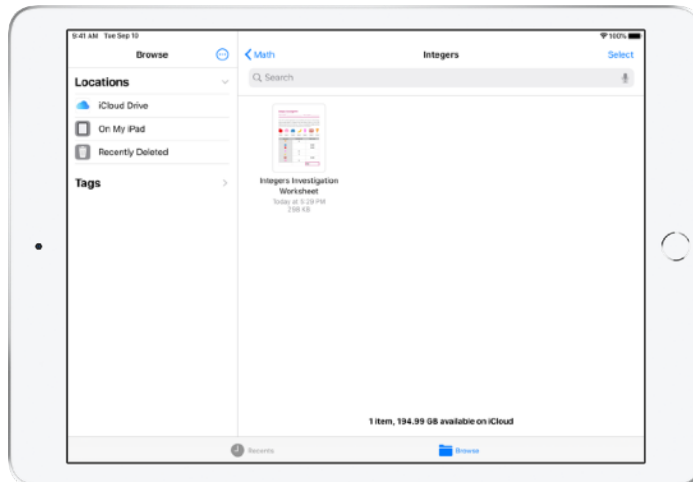 9:41 AM Tue Sep 10
100%
Browse
Math
Integers
Select
Locations
Search
iCloud Drive
On My iPad
Recently Deleted
Tags
Integers Investigation
Worksheet
Today at 5:29 PM
298 KB
1 item, 194.99 GB available on iCloud
Recents
Browse